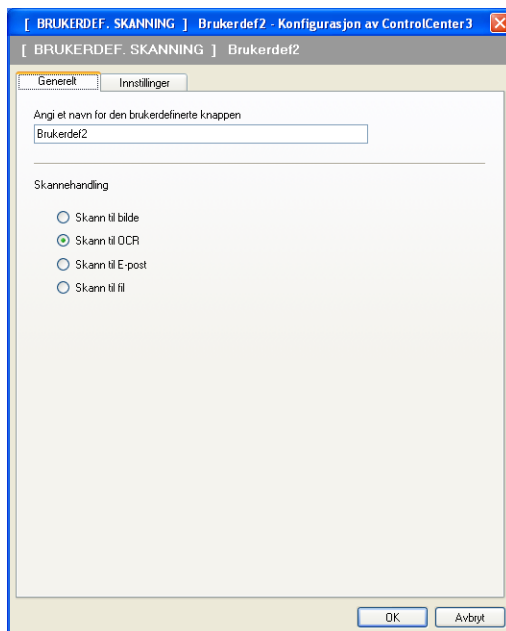 [ BRUKERDEF. SKANNING ] Brukerdef2 - Konfigurasjon av ControlCenter3
[ BRUKERDEF. SKANNING ] Brukerdef2
Generelt Innstillinger
Angi et navn for den brukerdefinerte knappen
Brukerdef2
Skannehandling
Skann til bilde
Skann til OCR
Skann til E-post
Skann til fil
OK Avbryt